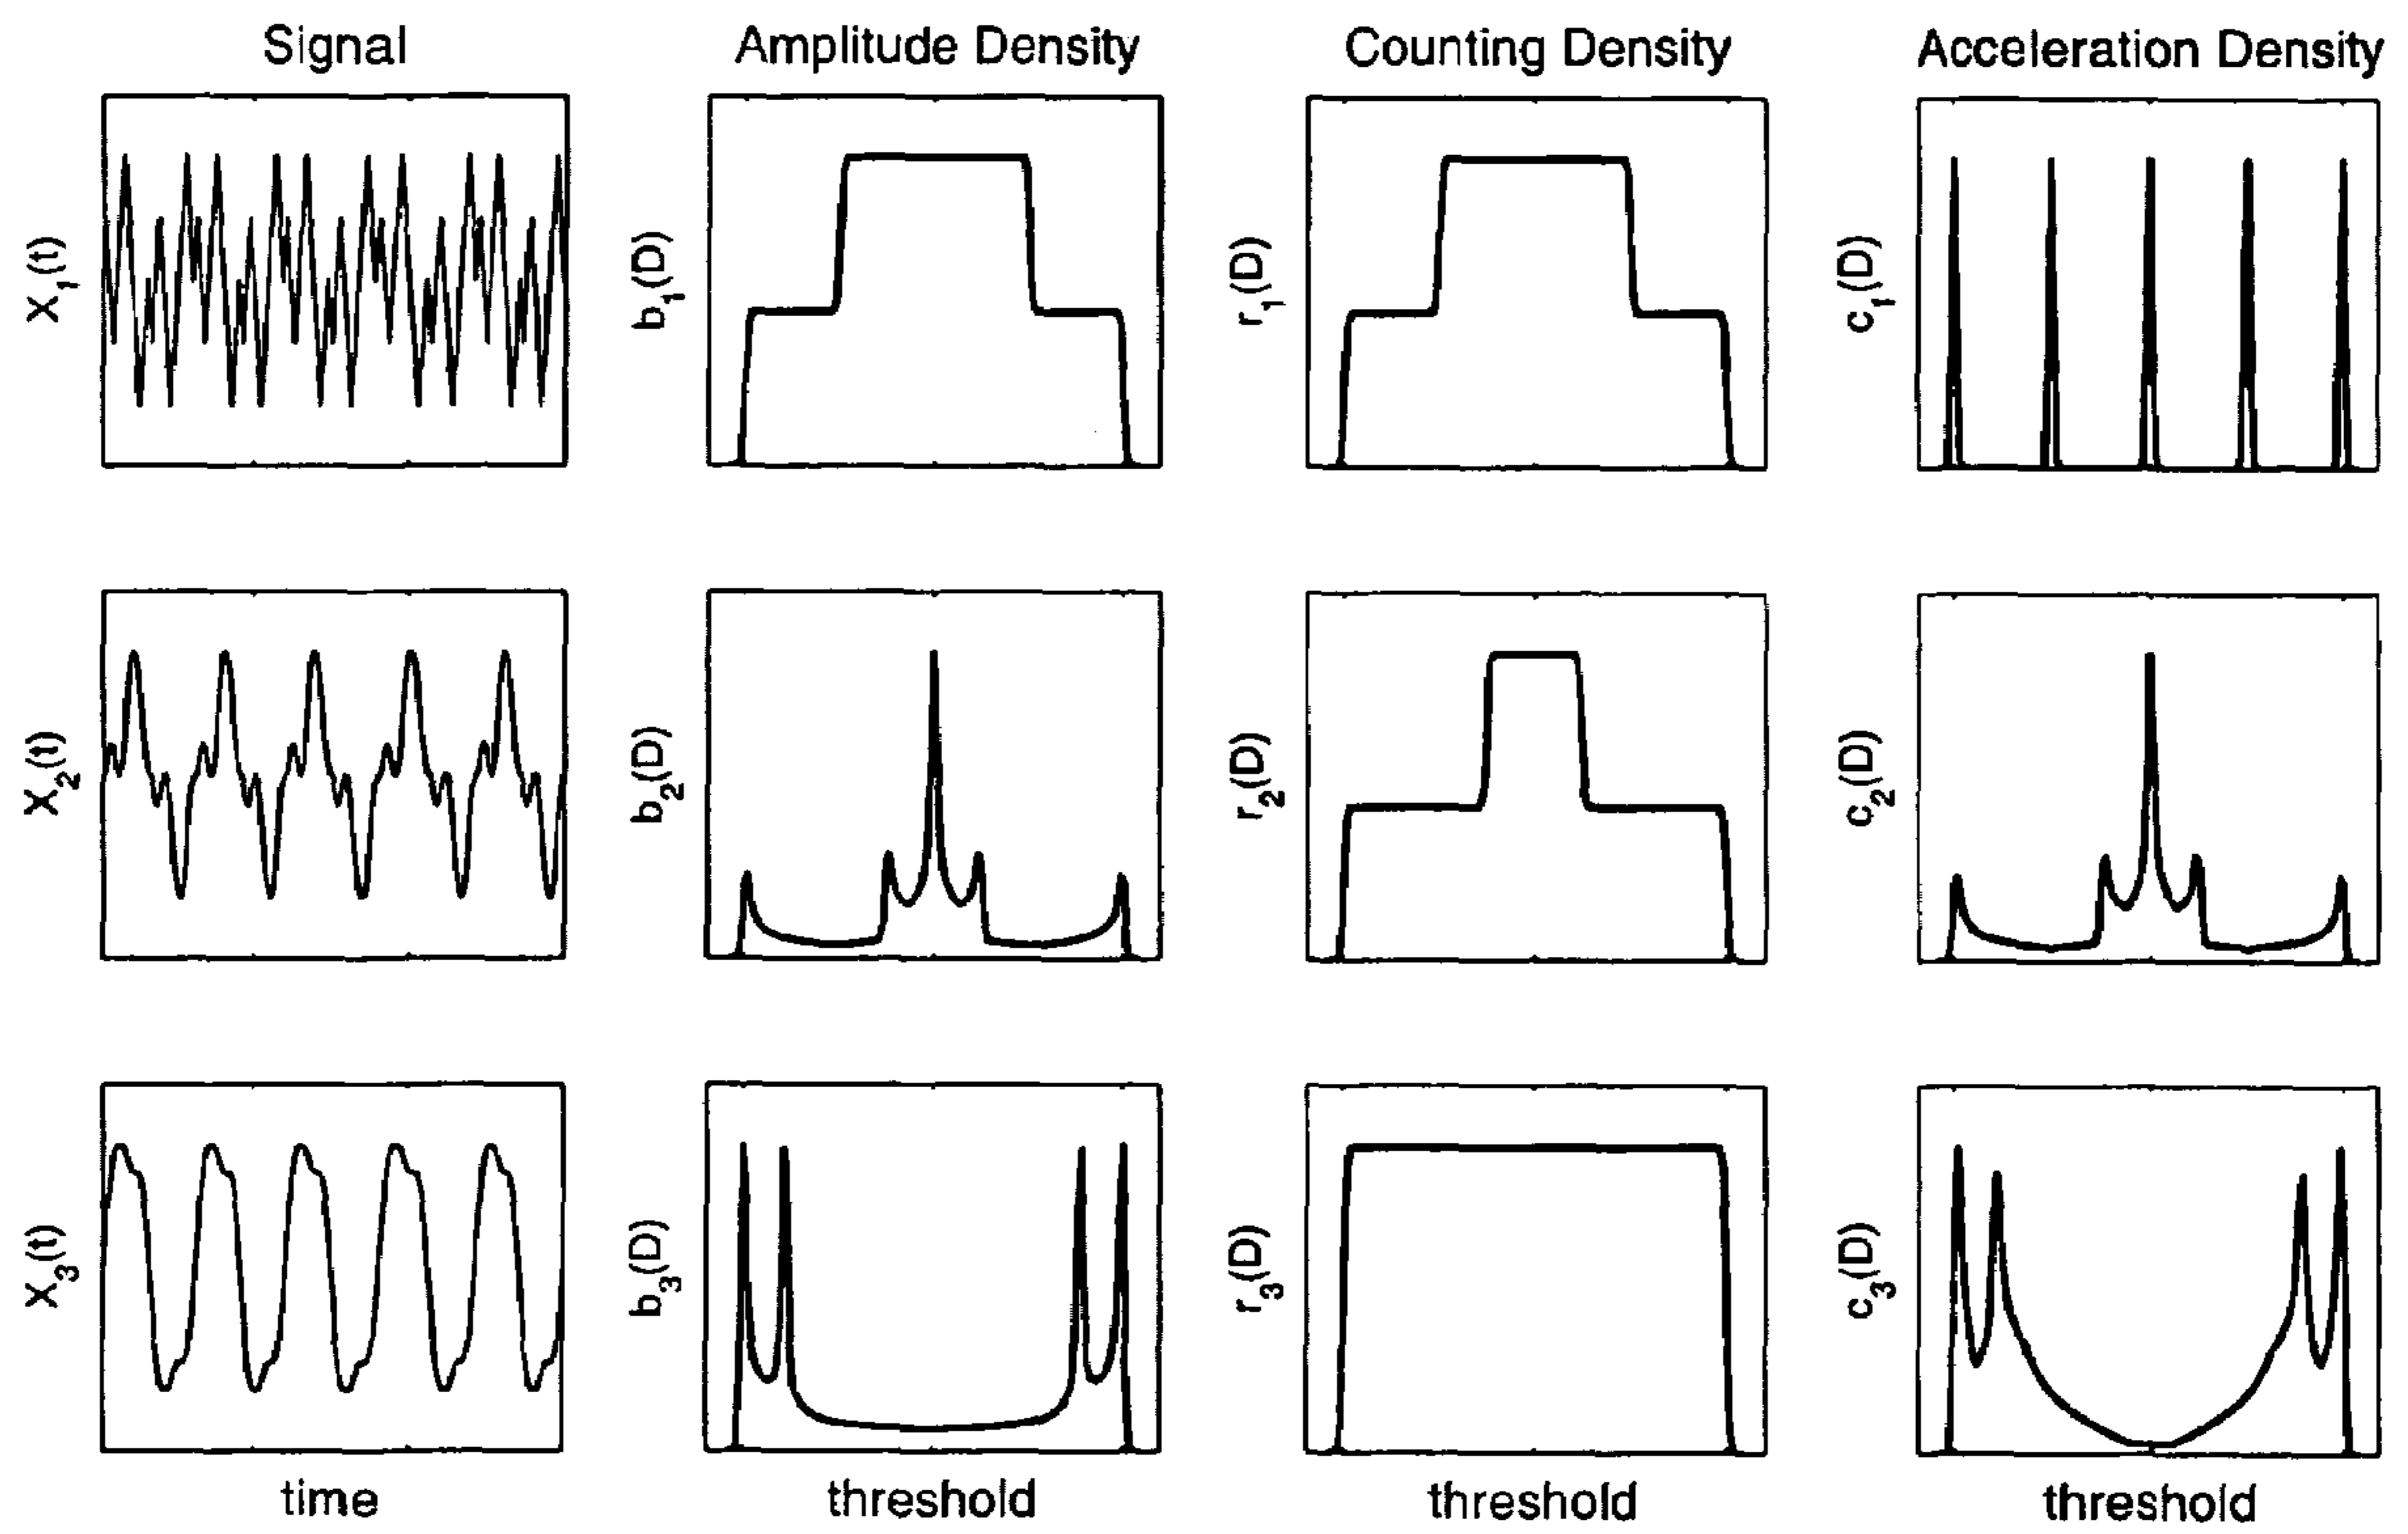 Signal Amplitude Density Counting Density Acceleration Density
X1(t) b1(D) r1(D) c1(D)
X2(t) b2(D) r2(D) c2(D)
X3(t) b3(D) r3(D) c3(D)
time threshold threshold threshold